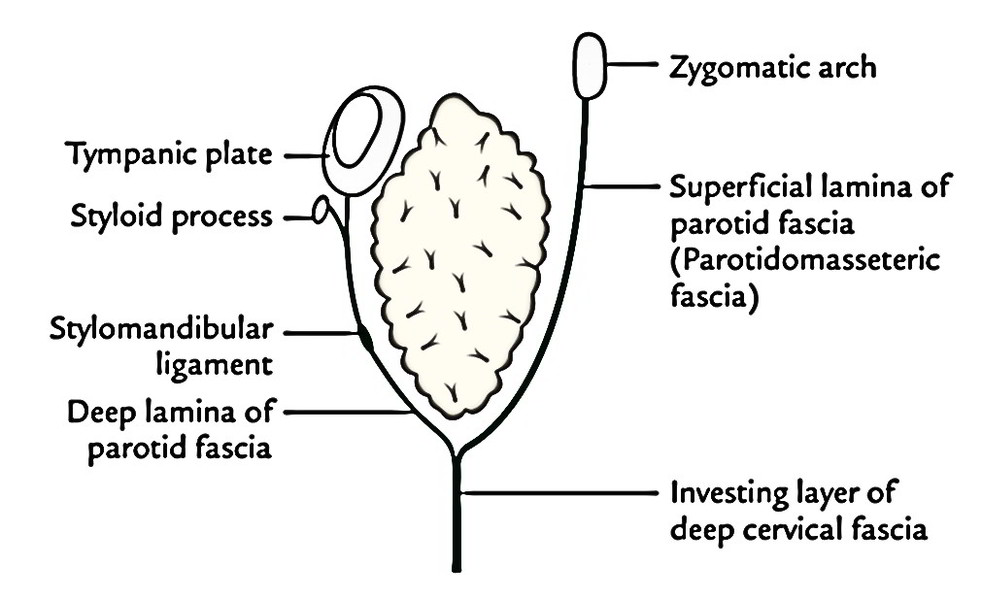 Tympanic plate
Styloid process
Stylomandibular
ligament
Deep lamina of
parotid fascia
Zygomatic arch
Superficial lamina of
parotid fascia
(Parotidomasseteric
fascia)
Investing layer of
deep cervical fascia